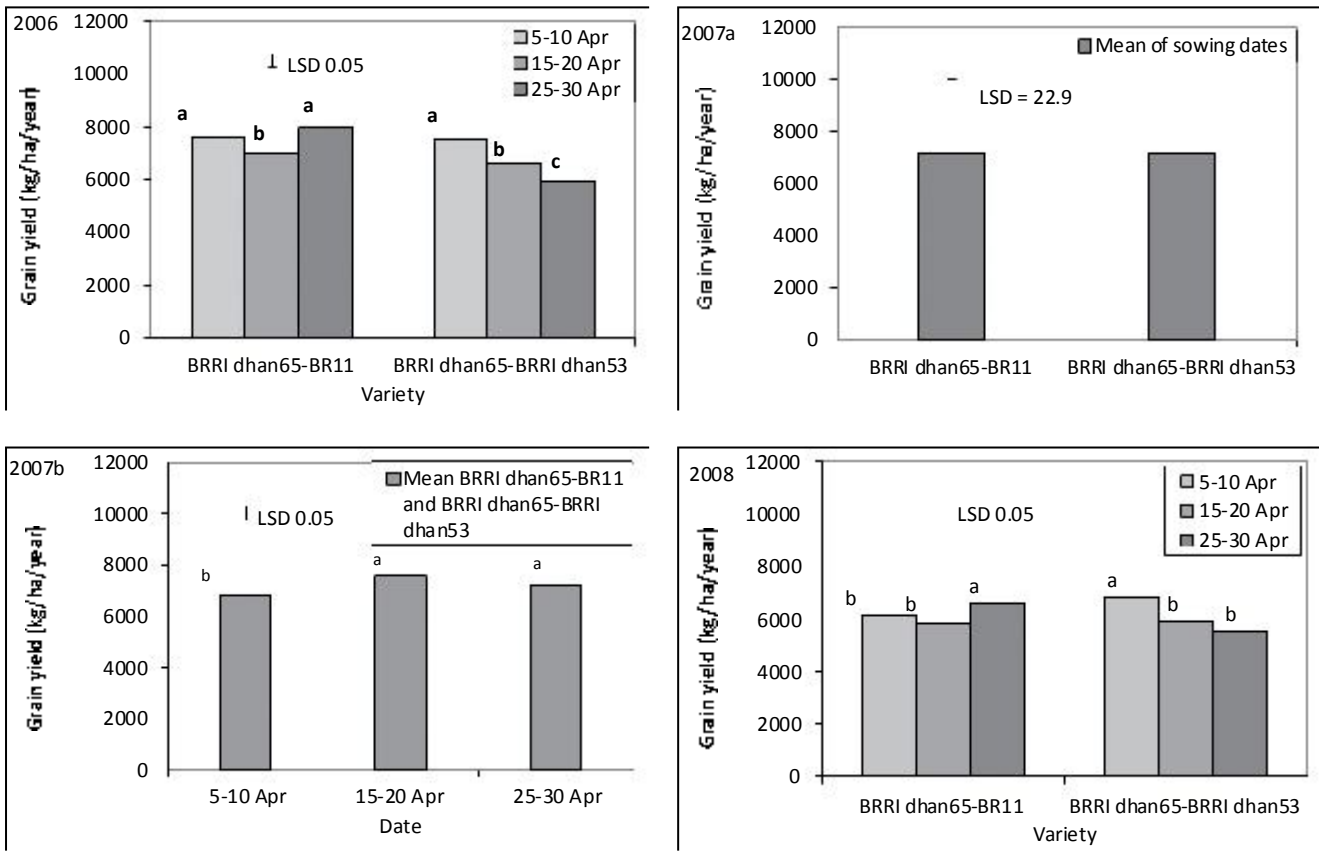 2006
12000
10000
8000
6000
4000
2000
0
Grain yield (kg/ha/year)
5-10 Apr
15-20 Apr
25-30 Apr
LSD 0.05
a
b
a
a
b
c
BRRI dhan65-BR11
BRRI dhan65-BRRI dhan53
Variety
2007a
12000
10000
8000
6000
4000
2000
0
Grain yield (kg/ha/year)
Mean of sowing dates
LSD = 22.9
BRRI dhan65-BR11
BRRI dhan65-BRRI dhan53
2007b
12000
10000
8000
6000
4000
2000
0
Grain yield (kg/ha/year)
Mean BRRI dhan65-BR11
and BRRI dhan65-BRRI
dhan53
LSD 0.05
b
a
a
5-10 Apr
15-20 Apr
25-30 Apr
Date
2008
12000
10000
8000
6000
4000
2000
0
Grain yield (kg/ha/year)
5-10 Apr
15-20 Apr
25-30 Apr
LSD 0.05
b
b
a
a
b
b
BRRI dhan65-BR11
BRRI dhan65-BRRI dhan53
Variety